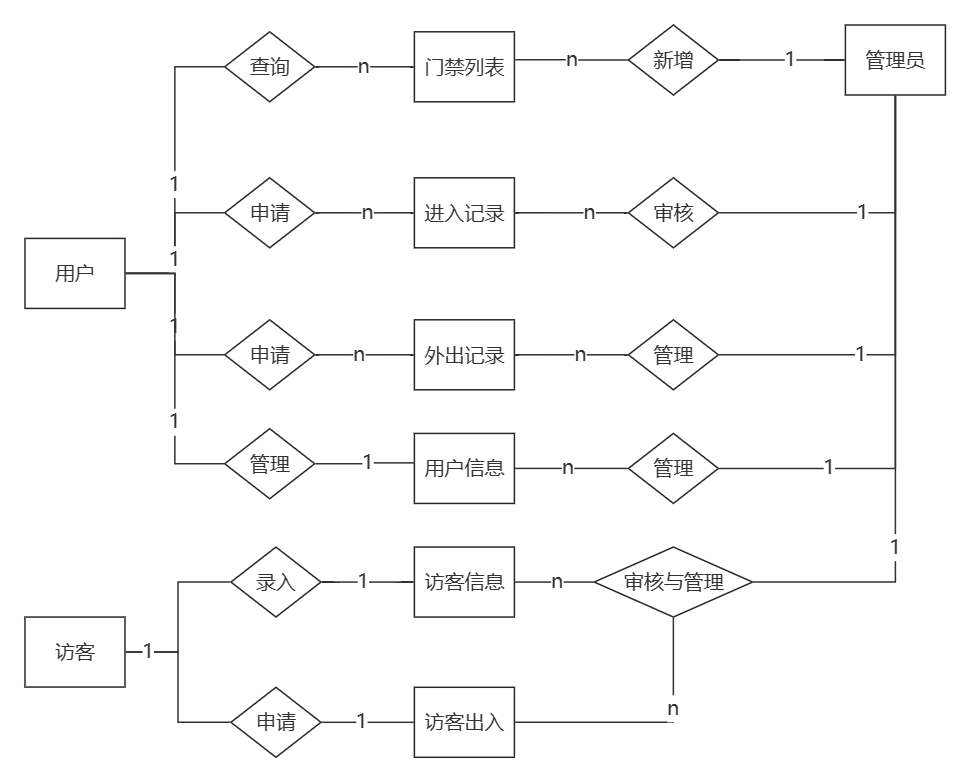 查询
n
门禁列表
n
新增
1
管理员
1
申请
n
进入记录
n
审核
1
用户
1
1
申请
n
外出记录
n
管理
1
1
管理
1
用户信息
n
管理
1
1
录入
1
访客信息
n
审核与管理
访客
1
申请
1
访客出入
n